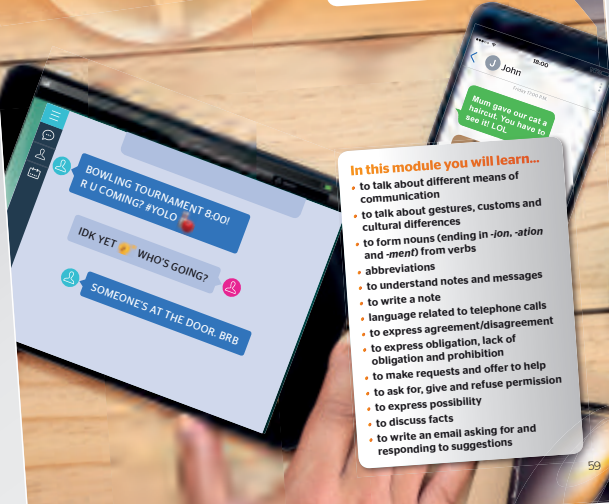 18:00
J John
Today 11:00 P.M.
Mum gave our cat a
haircut. You have to
see it! LOL
BOWLING TOURNAMENT 8:00!
R U COMING? #YOLO
IDK YET WHO'S GOING?
SOMEONE'S AT THE DOOR. BRB
In this module you will learn...
• to talk about different means of
communication
• to talk about gestures, customs and
cultural differences
• to form nouns (ending in -ion, -ation
and -ment) from verbs
• abbreviations
• to understand notes and messages
• to write a note
• language related to telephone calls
• to express agreement/disagreement
• to express obligation, lack of
obligation and prohibition
• to make requests and offer to help
• to ask for, give and refuse permission
• to express possibility
• to discuss facts
• to write an email asking for and
responding to suggestions
59